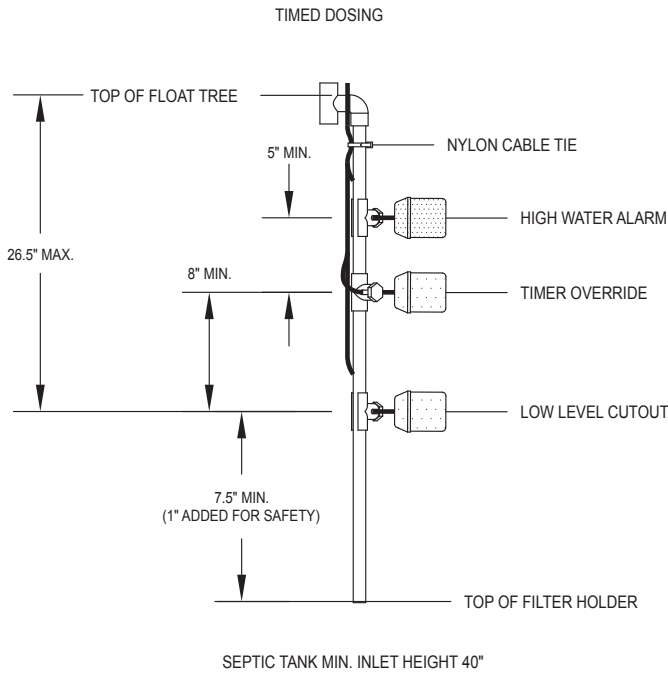 TIMED DOSING
TOP OF FLOAT TREE
NYLON CABLE TIE
5" MIN.
HIGH WATER ALARM
26.5" MAX.
8" MIN.
TIMER OVERRIDE
LOW LEVEL CUTOUT
7.5" MIN.
(1" ADDED FOR SAFETY)
TOP OF FILTER HOLDER
SEPTIC TANK MIN. INLET HEIGHT 40"